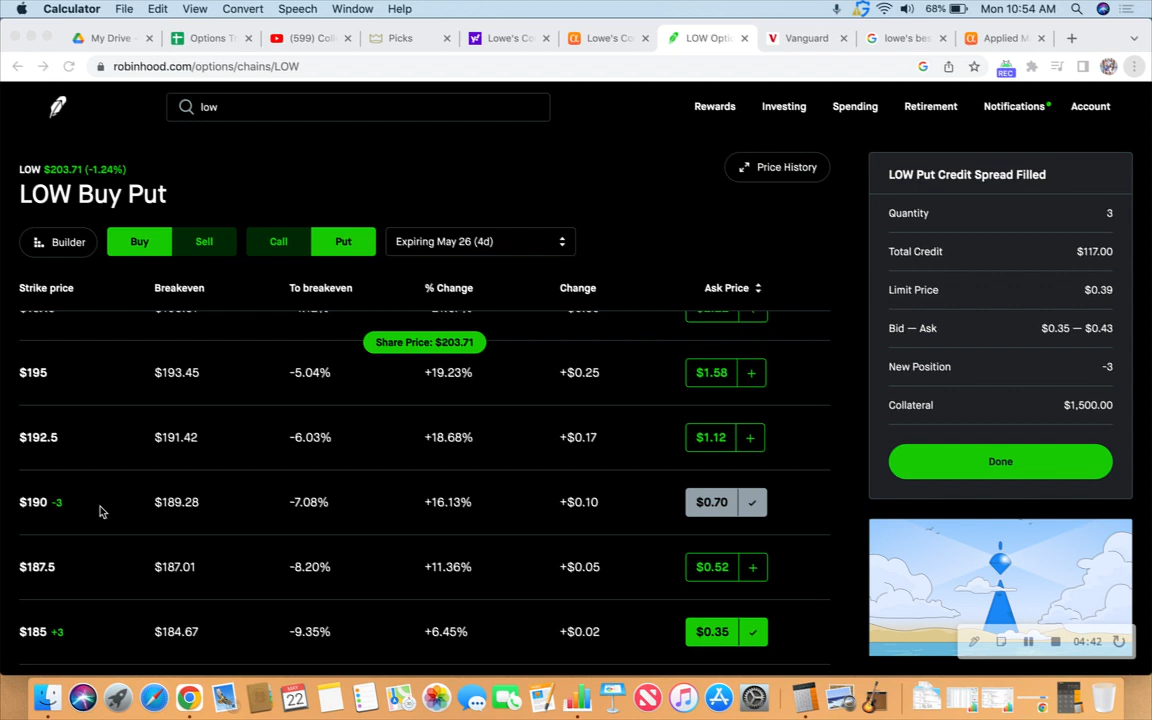 Calculator File Edit View Convert Speech Window Help 68% Mon 10:54 AM
My Drive - Options T (599) Coll Picks Lowe's Co Lowe's Co LOW Optio Vanguard lowe's bes Applied M
robinhood.com/options/chains/LOW REC
low Rewards Investing Spending Retirement Notifications Account
LOW $203.71 (-1.24%)
LOW Buy Put
Price History
Builder Buy Sell Call Put Expiring May 26 (4d)
Strike price Breakeven To breakeven % Change Change Ask Price
Share Price: $203.71
$195 $193.45 -5.04% +19.23% +$0.25 $1.58 +
$192.5 $191.42 -6.03% +18.68% +$0.17 $1.12 +
$190 -3 $189.28 -7.08% +16.13% +$0.10 $0.70
$187.5 $187.01 -8.20% +11.36% +$0.05 $0.52 +
$185 +3 $184.67 -9.35% +6.45% +$0.02 $0.35
LOW Put Credit Spread Filled
Quantity 3
Total Credit $117.00
Limit Price $0.39
Bid — Ask $0.35 — $0.43
New Position -3
Collateral $1,500.00
Done
04:42
MAY
22